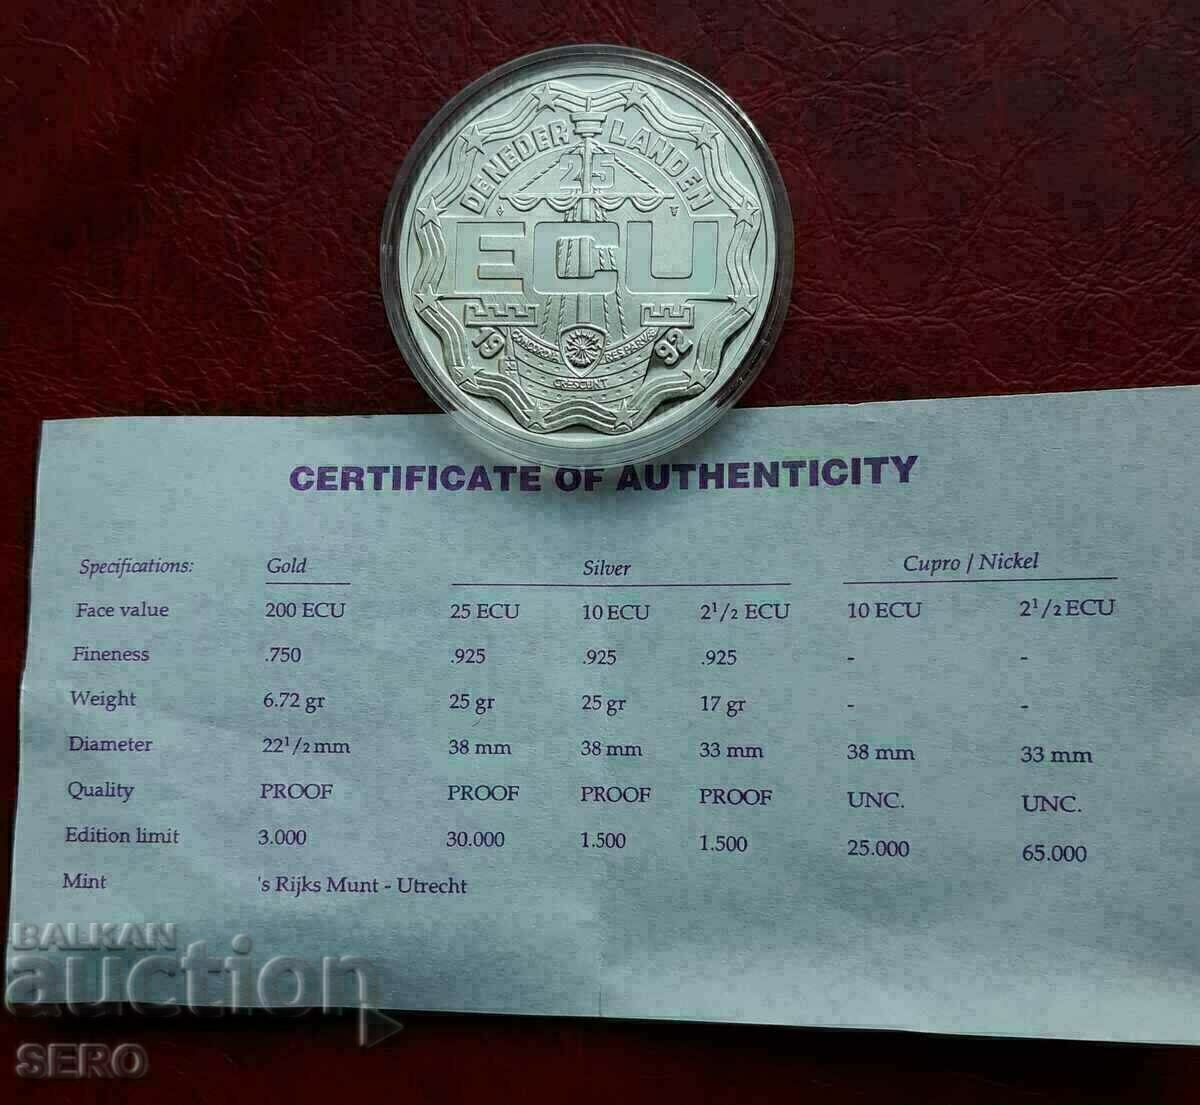 DE NEDERLANDEN
25
ECU
1992
CONCORDIA RES PARVAE
CRESCUNT
CERTIFICATE OF AUTHENTICITY
Specifications: Gold Silver Cupro / Nickel
Face value 200 ECU 25 ECU 10 ECU 2 1/2 ECU 10 ECU 2 1/2 ECU
Fineness .750 .925 .925 .925 - -
Weight 6.72 gr 25 gr 25 gr 17 gr - -
Diameter 22 1/2 mm 38 mm 38 mm 33 mm 38 mm 33 mm
Quality PROOF PROOF PROOF PROOF UNC. UNC.
Edition limit 3.000 30.000 1.500 1.500 25.000 65.000
Mint 's Rijks Munt - Utrecht
BALKAN
auction
SERO